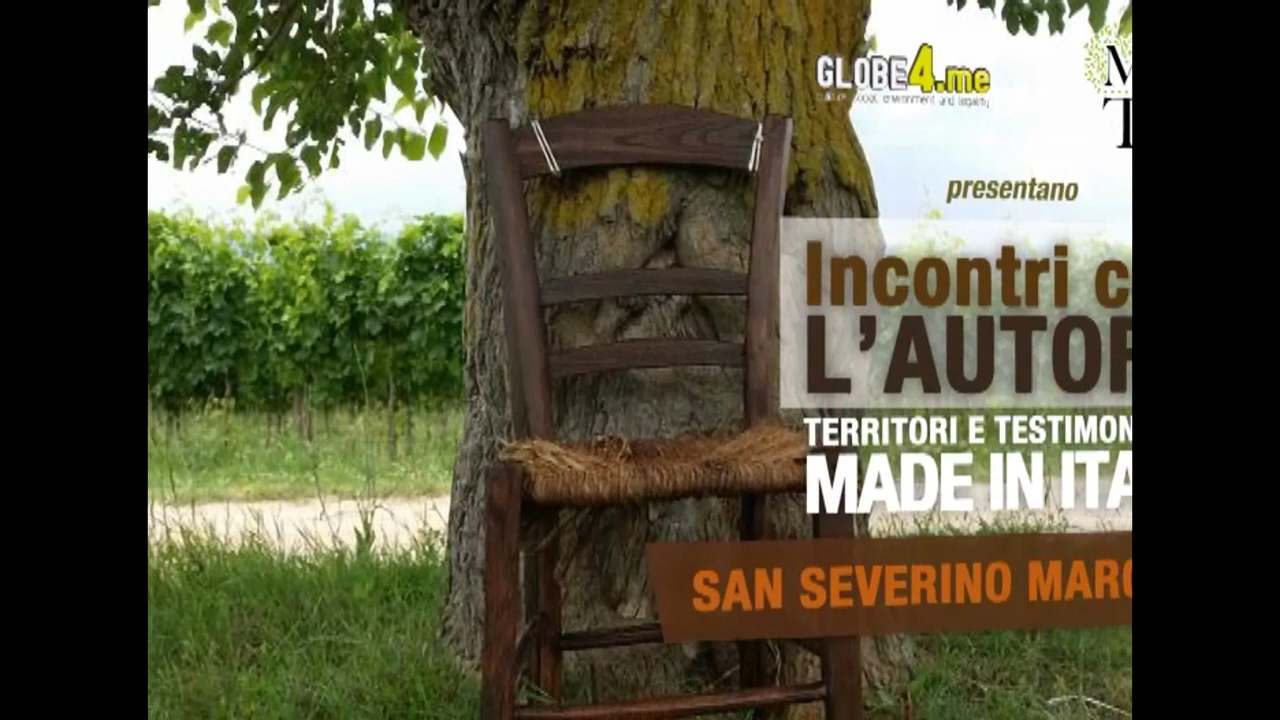 GLOBE4.me
M
T
presentano
Incontri c
L'AUTOR
TERRITORI E TESTIMON
MADE IN ITA
SAN SEVERINO MARC